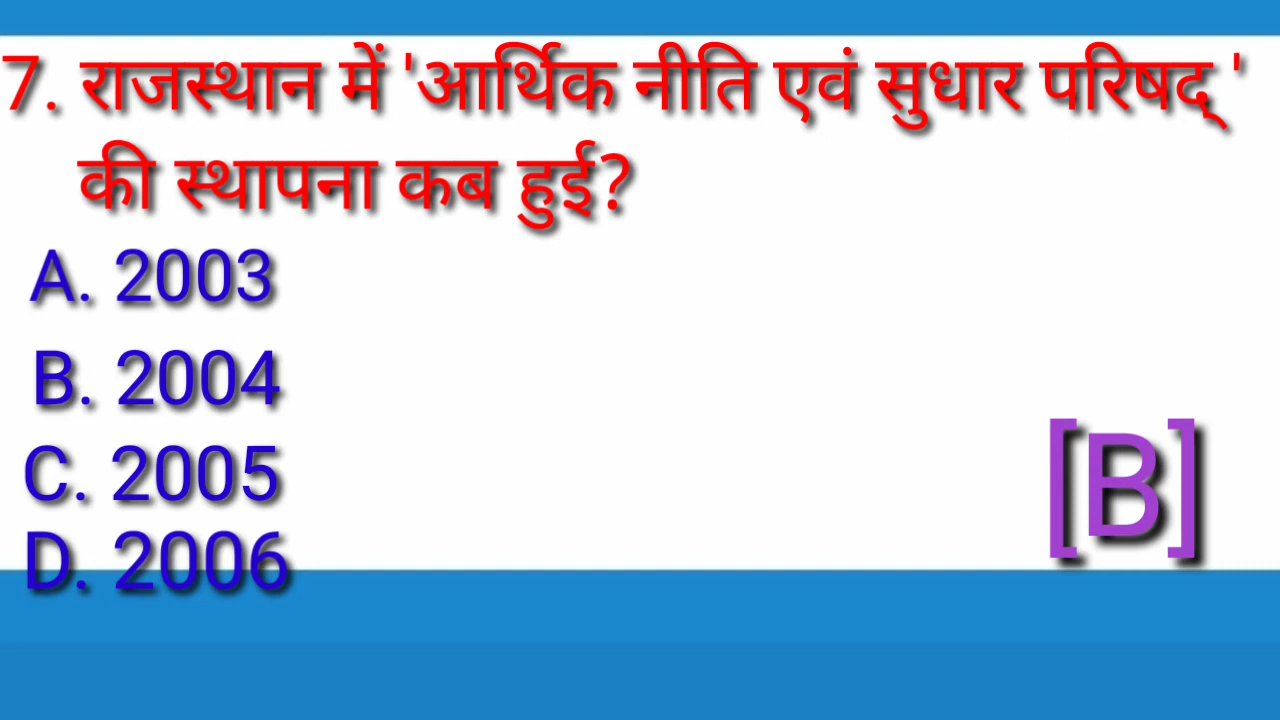 7. राजस्थान में 'आर्थिक नीति एवं सुधार परिषद् '
की स्थापना कब हुई?
A. 2003
B. 2004
C. 2005
D. 2006
[B]